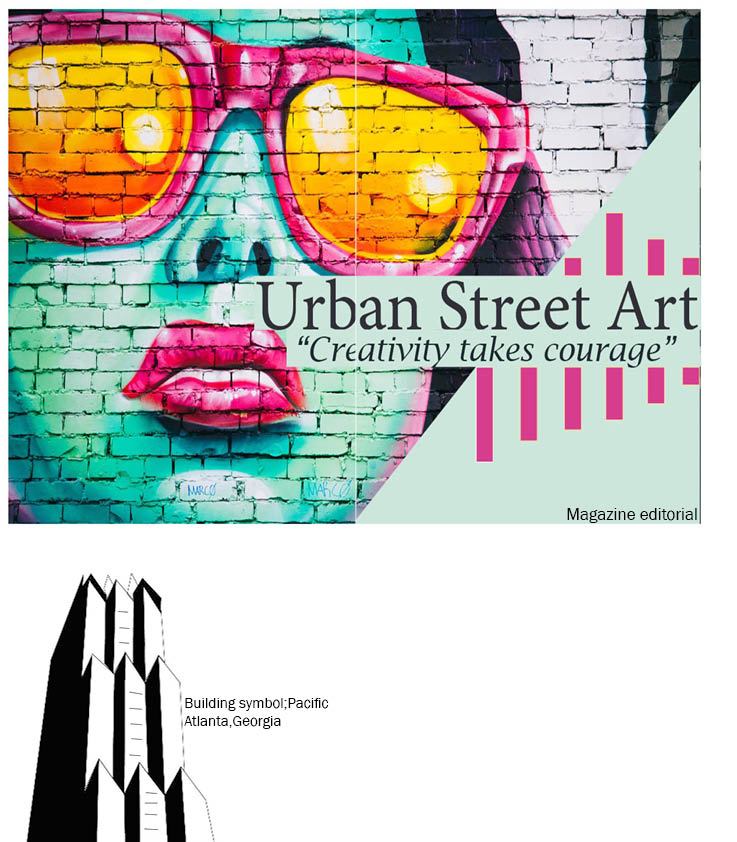 Urban Street Art
“Creativity takes courage”
MARCO
MARCO
Magazine editorial
Building symbol;Pacific
Atlanta,Georgia